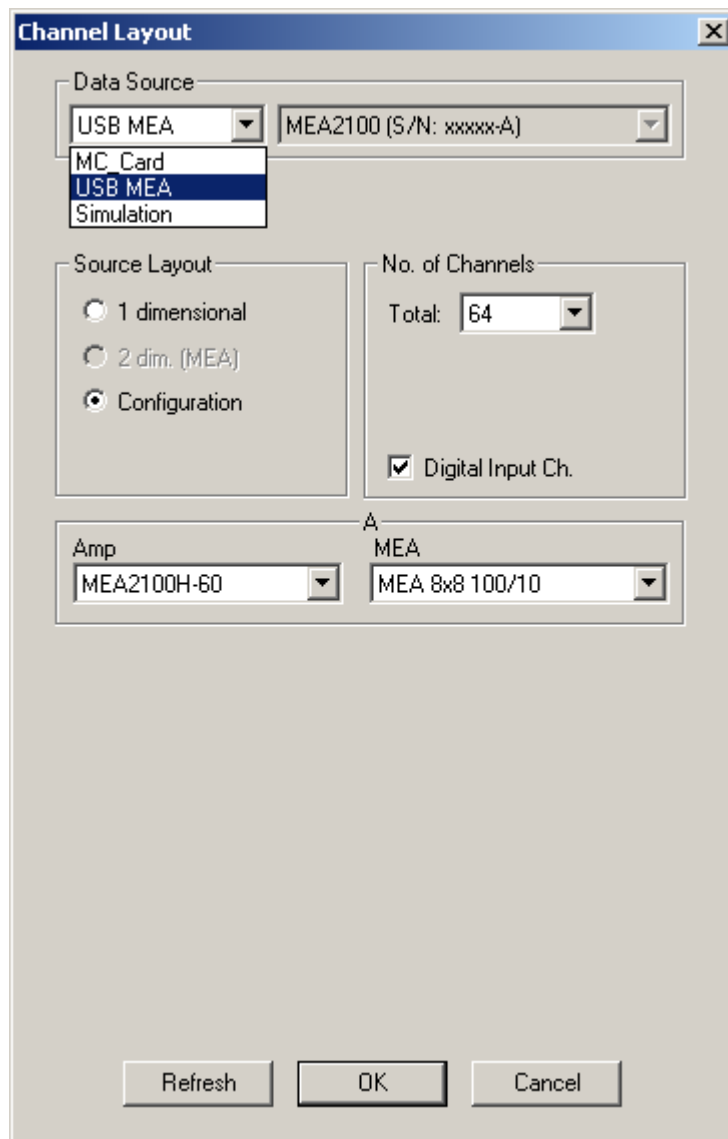 Channel Layout
Data Source
USB MEA
MEA2100 (S/N: xxxxx-A)
MC_Card
USB MEA
Simulation
Source Layout
1 dimensional
2 dim. (MEA)
Configuration
No. of Channels
Total: 64
Digital Input Ch.
A
Amp
MEA2100H-60
MEA
MEA 8x8 100/10
Refresh
OK
Cancel